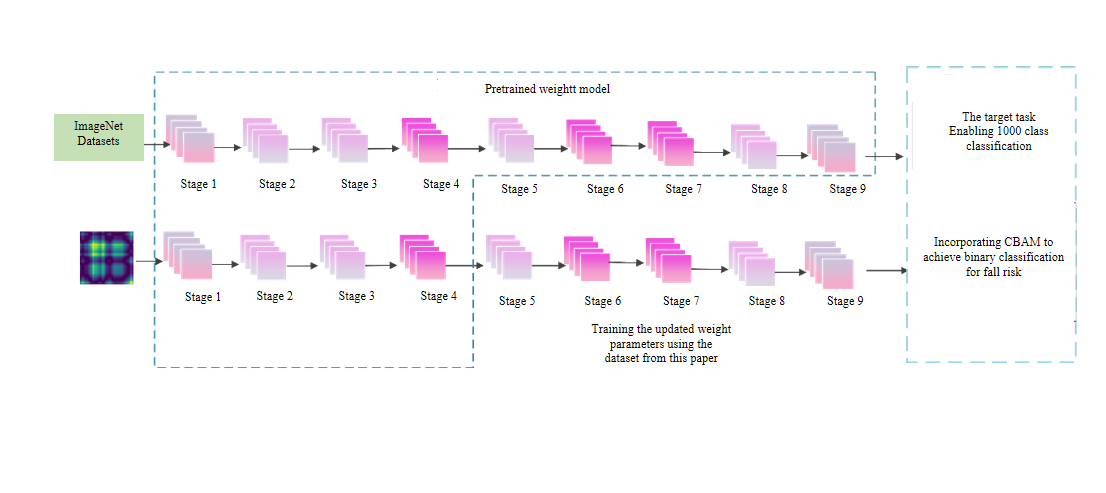 Pretrained weightt model
ImageNet
Datasets
Stage 1
Stage 2
Stage 3
Stage 4
Stage 5
Stage 6
Stage 7
Stage 8
Stage 9
The target task
Enabling 1000 class
classification
Stage 1
Stage 2
Stage 3
Stage 4
Stage 5
Stage 6
Stage 7
Stage 8
Stage 9
Incorporating CBAM to
achieve binary classification
for fall risk
Training the updated weight
parameters using the
dataset from this paper